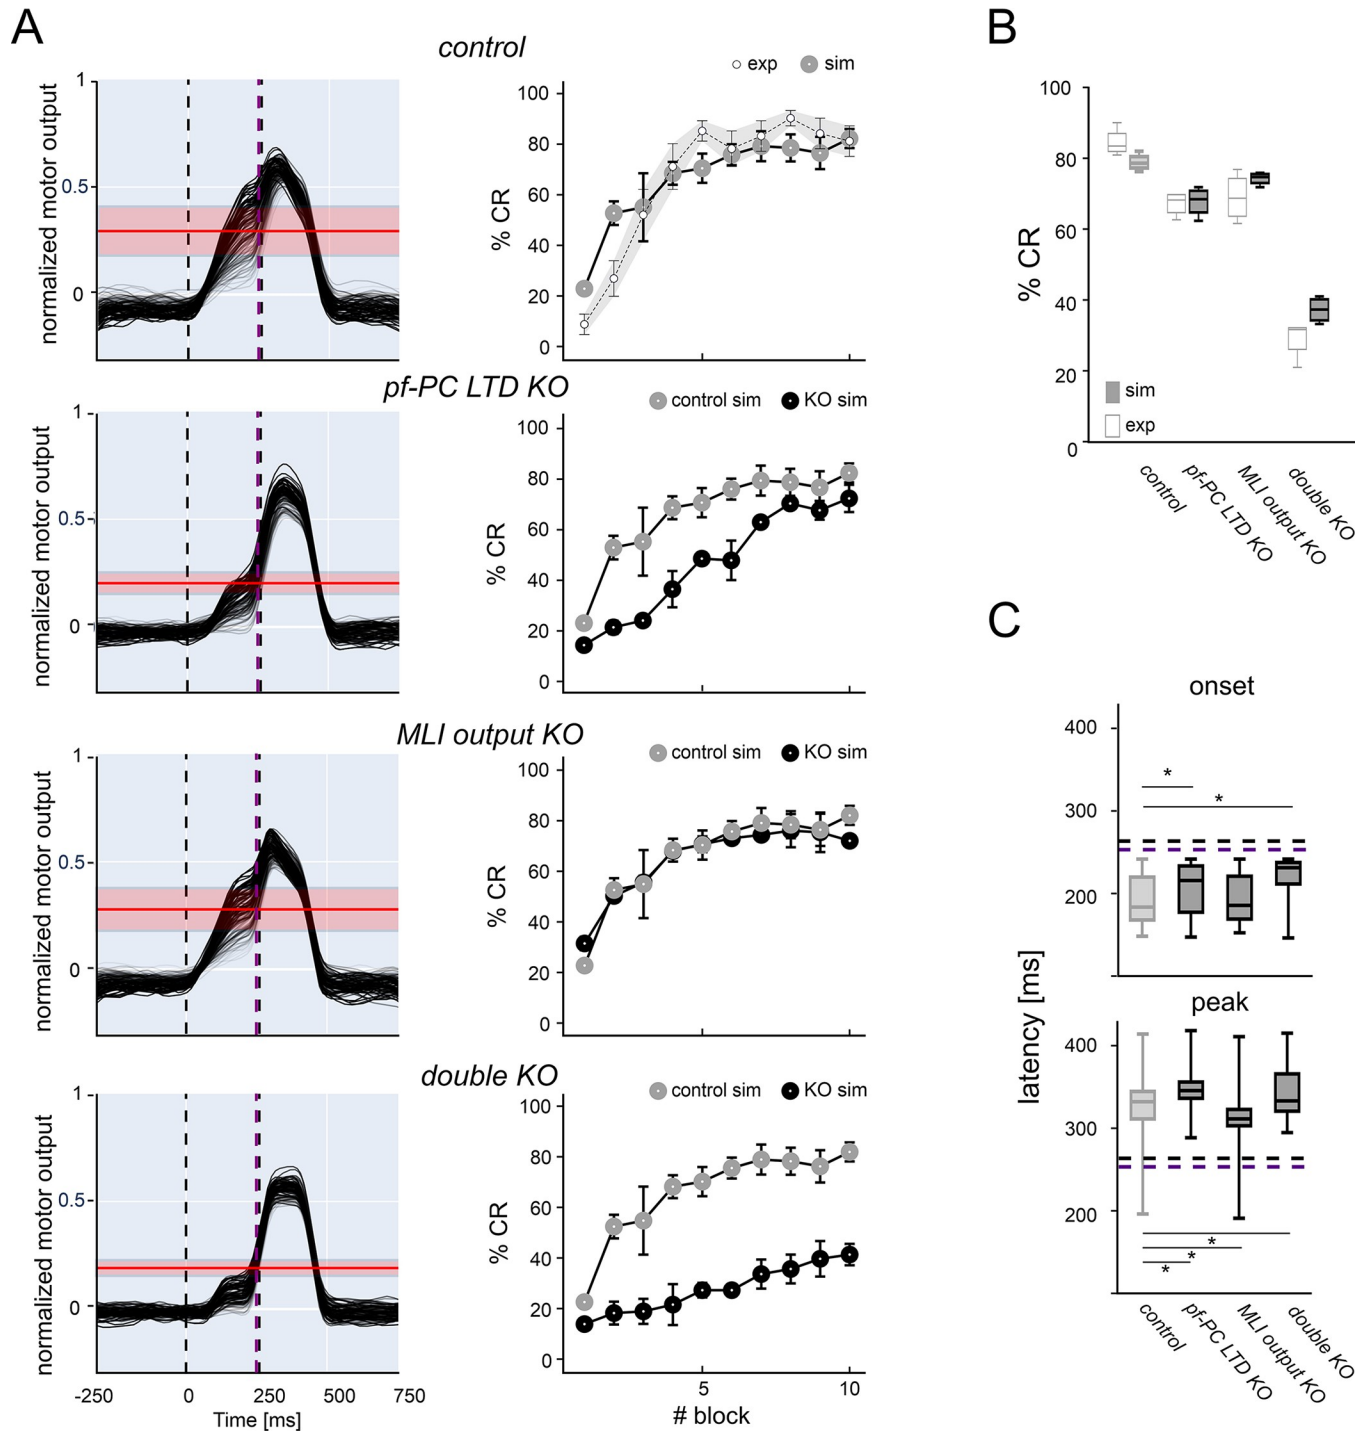 A
control
exp
sim
normalized motor output
1
0.5
0
% CR
100
80
60
40
20
0
pf-PC LTD KO
control sim
KO sim
normalized motor output
1
0.5
0
% CR
100
80
60
40
20
0
MLI output KO
control sim
KO sim
normalized motor output
1
0.5
0
% CR
100
80
60
40
20
0
double KO
control sim
KO sim
normalized motor output
1
0.5
0
-250
0
250
500
750
Time [ms]
% CR
100
80
60
40
20
0
5
10
# block
B
% CR
100
80
60
40
20
0
sim
exp
control
pf-PC LTD KO
MLI output KO
double KO
C
onset
400
300
200
*
*
latency [ms]
peak
400
300
200
*
*
*
control
pf-PC LTD KO
MLI output KO
double KO